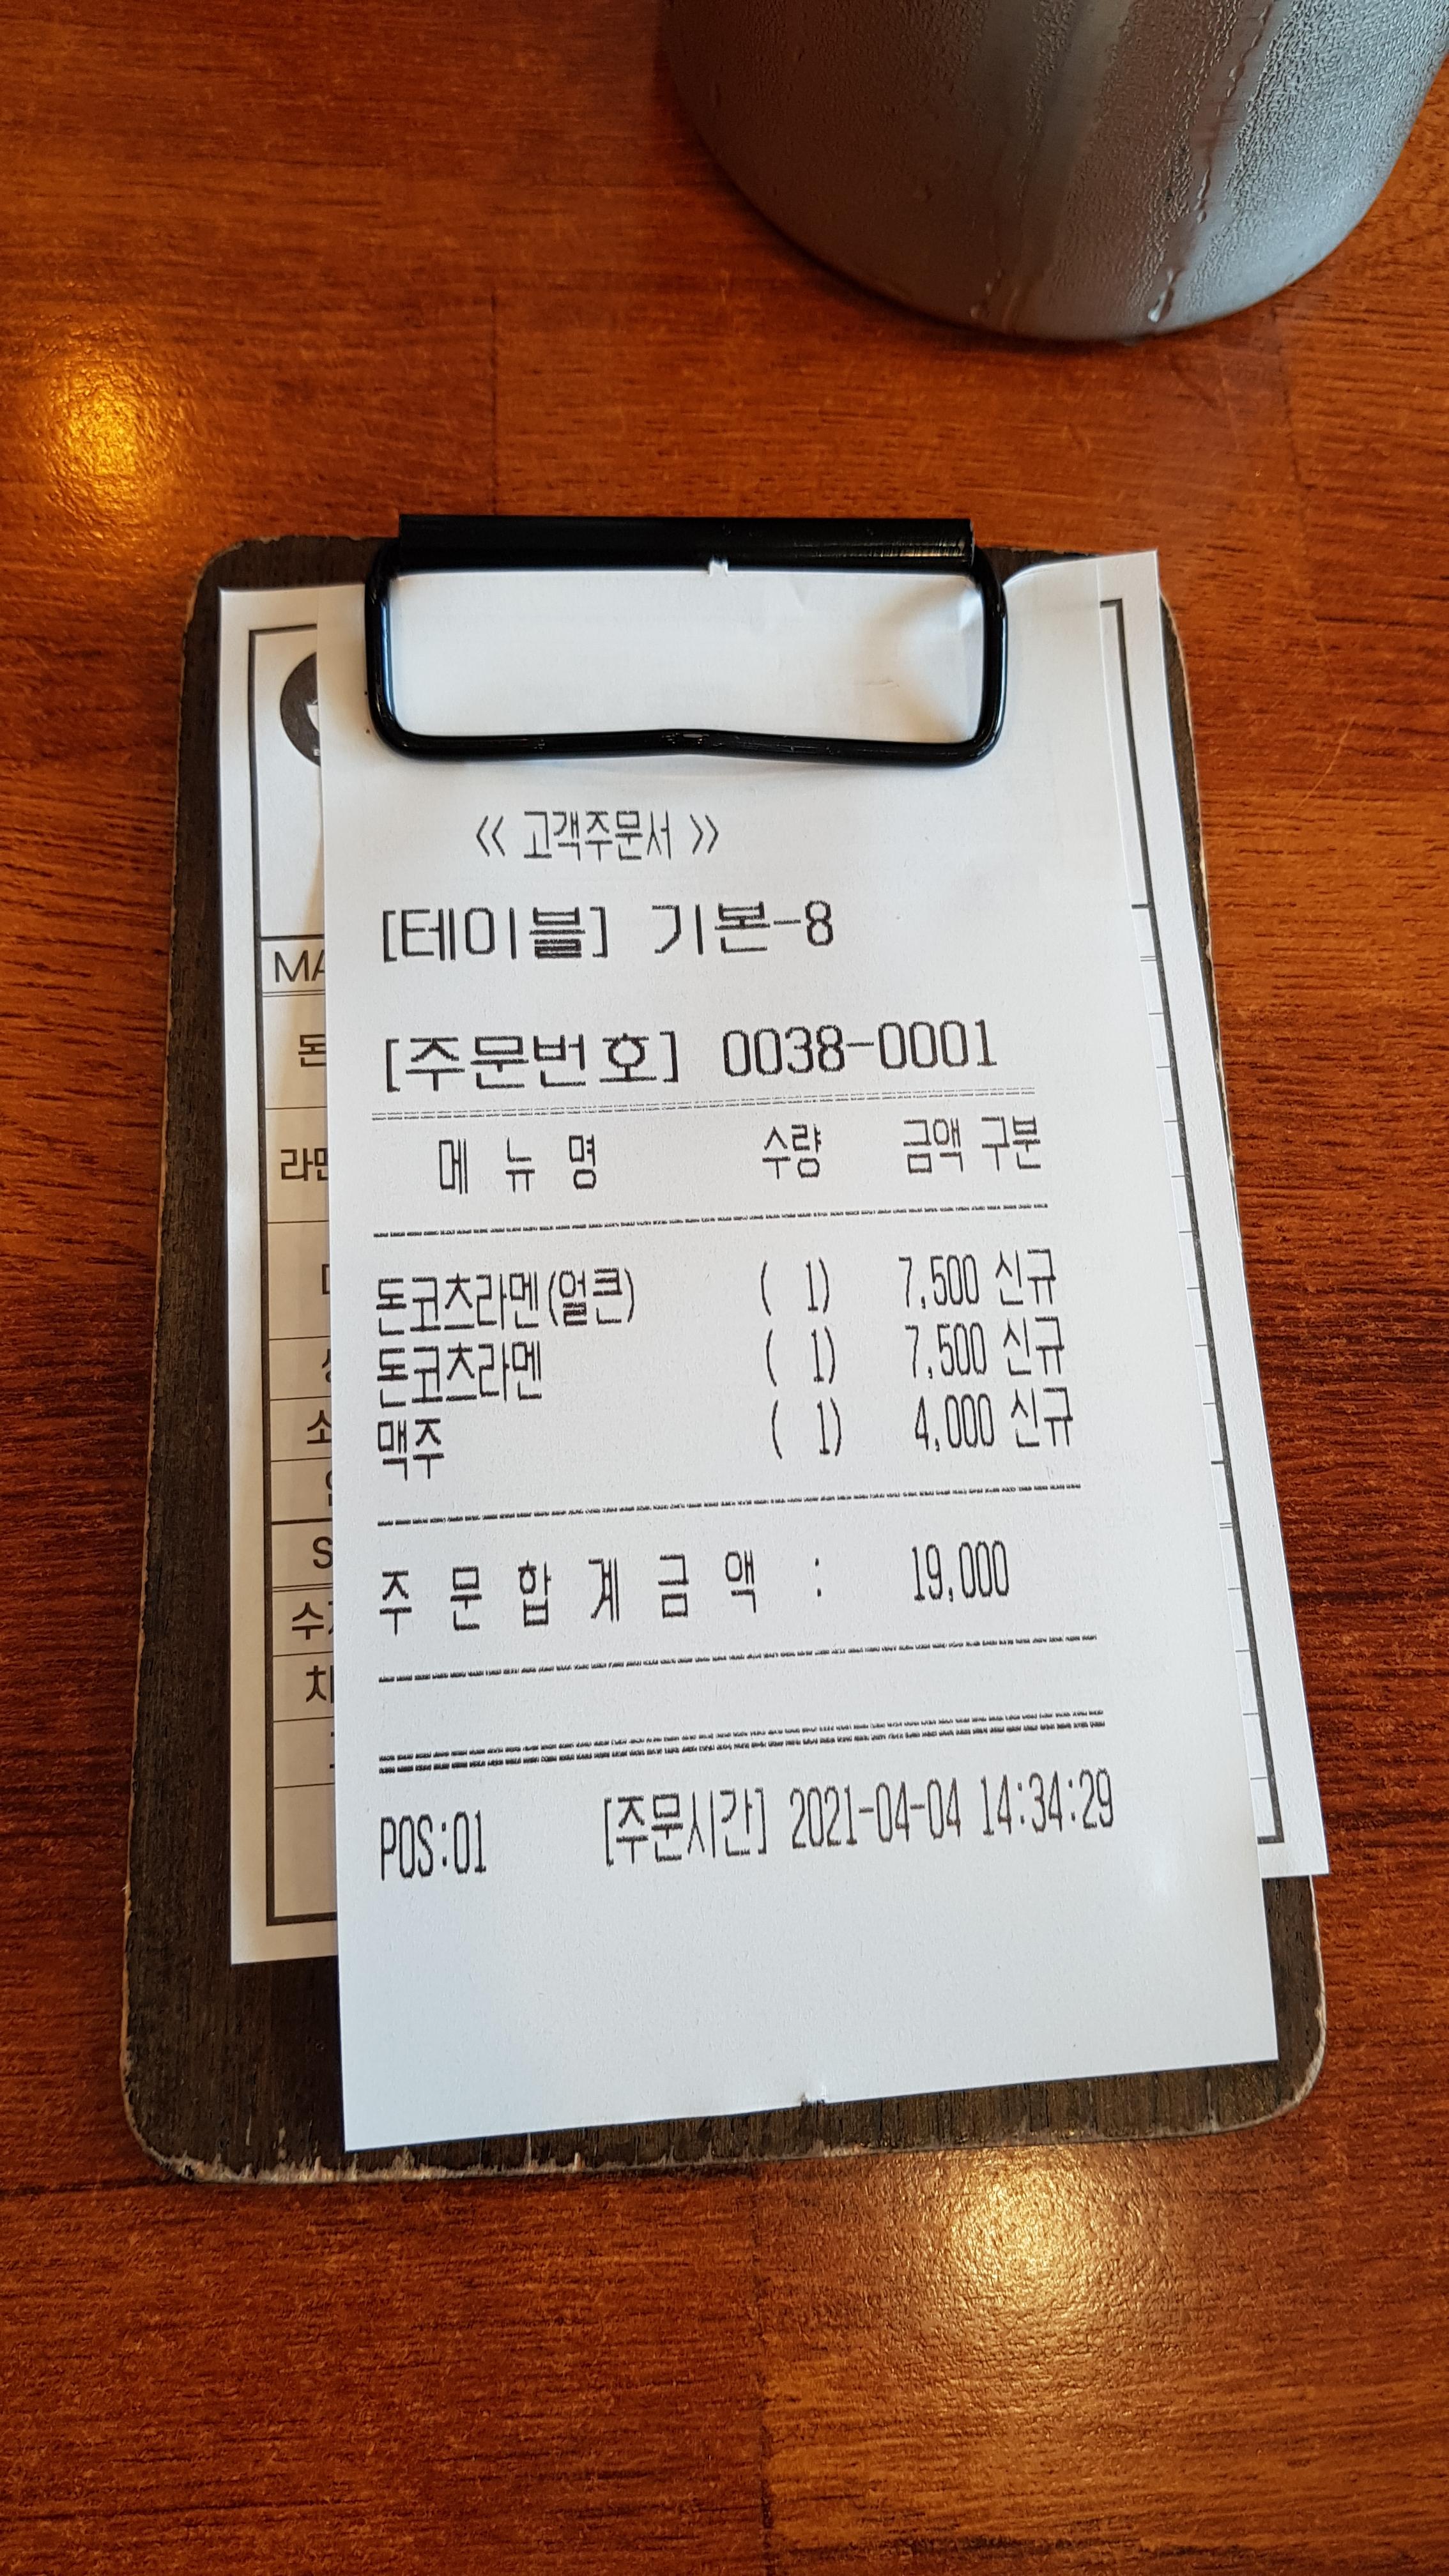 << 고객주문서 >>
[테이블] 기본-8
[주문번호] 0038-0001
메 뉴 명 수량 금액 구분
돈코츠라멘(얼큰) ( 1) 7,500 신규
돈코츠라멘 ( 1) 7,500 신규
맥주 ( 1) 4,000 신규
주 문 합 계 금 액 : 19,000
POS:01 [주문시간] 2021-04-04 14:34:29